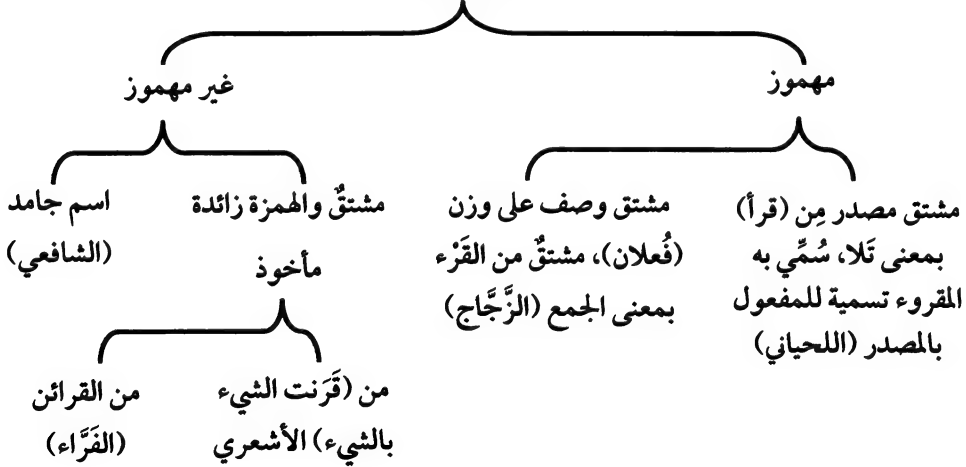 مهموز
غير مهموز
مشتق مصدر مِن (قرأ)
بمعنى تَلا، سُمِّي به
المقروء تسمية للمفعول
بالمصدر (اللحياني)
مشتق وصف على وزن
(فُعلان)، مشتقٌ من القَرْء
بمعنى الجمع (الزَّجَّاج)
مشتقٌ والهمزة زائدة
مأخوذ
اسم جامد
(الشافعي)
من (قَرَنت الشيء
بالشيء) الأشعري
من القرائن
(الفَرَّاء)